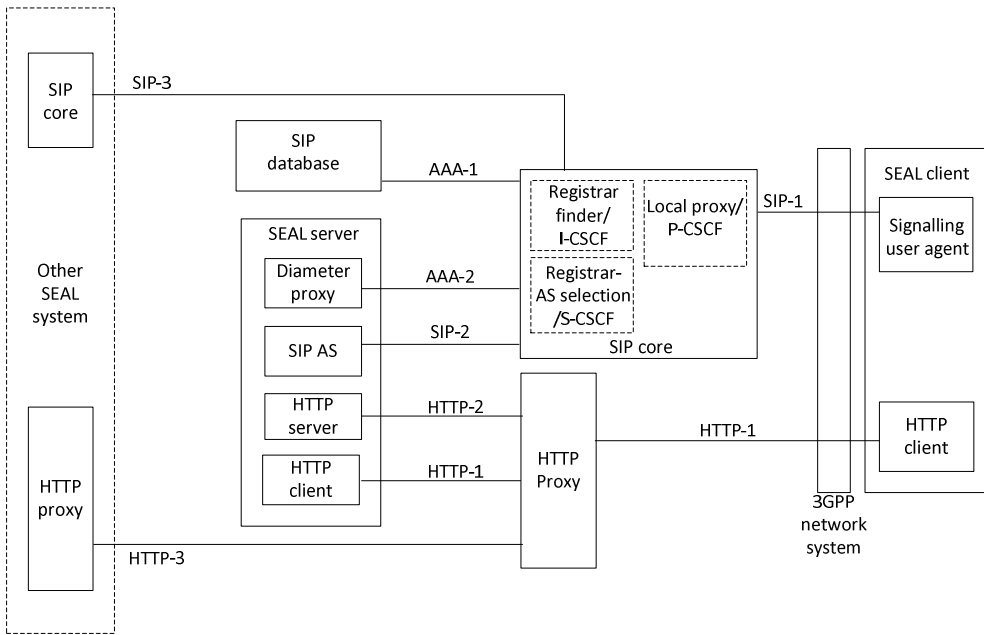 SIP
core
SIP-3
SIP
database
AAA-1
Registrar
finder/
I-CSCF
Local proxy/
P-CSCF
SIP-1
SEAL client
Signalling
user agent
SEAL server
Diameter
proxy
AAA-2
Registrar-
AS selection
/S-CSCF
SIP core
Other
SEAL
system
SIP AS
SIP-2
HTTP
server
HTTP-2
HTTP
client
HTTP-1
HTTP
Proxy
HTTP-1
HTTP
client
HTTP
proxy
HTTP-3
3GPP
network
system